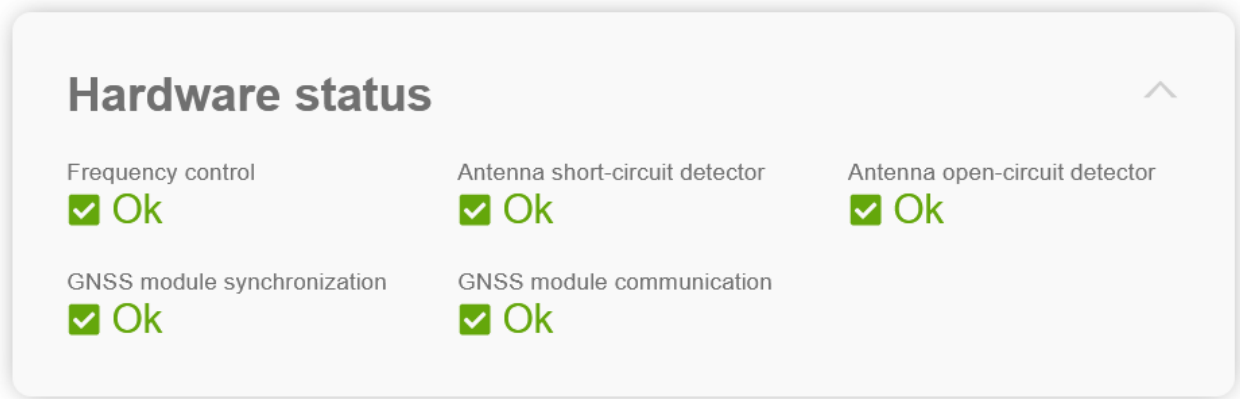 Hardware status
Frequency control
Ok
Antenna short-circuit detector
Ok
Antenna open-circuit detector
Ok
GNSS module synchronization
Ok
GNSS module communication
Ok